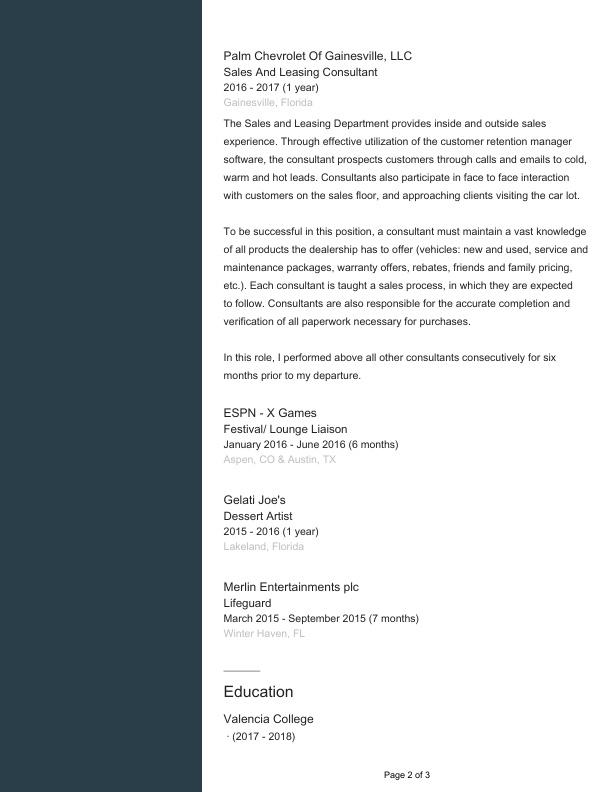 Palm Chevrolet Of Gainesville, LLC
Sales And Leasing Consultant
2016 - 2017 (1 year)
Gainesville, Florida
The Sales and Leasing Department provides inside and outside sales
experience. Through effective utilization of the customer retention manager
software, the consultant prospects customers through calls and emails to cold,
warm and hot leads. Consultants also participate in face to face interaction
with customers on the sales floor, and approaching clients visiting the car lot.
To be successful in this position, a consultant must maintain a vast knowledge
of all products the dealership has to offer (vehicles: new and used, service and
maintenance packages, warranty offers, rebates, friends and family pricing,
etc.). Each consultant is taught a sales process, in which they are expected
to follow. Consultants are also responsible for the accurate completion and
verification of all paperwork necessary for purchases.
In this role, I performed above all other consultants consecutively for six
months prior to my departure.
ESPN - X Games
Festival/ Lounge Liaison
January 2016 - June 2016 (6 months)
Aspen, CO & Austin, TX
Gelati Joe's
Dessert Artist
2015 - 2016 (1 year)
Lakeland, Florida
Merlin Entertainments plc
Lifeguard
March 2015 - September 2015 (7 months)
Winter Haven, FL
Education
Valencia College
· (2017 - 2018)
Page 2 of 3